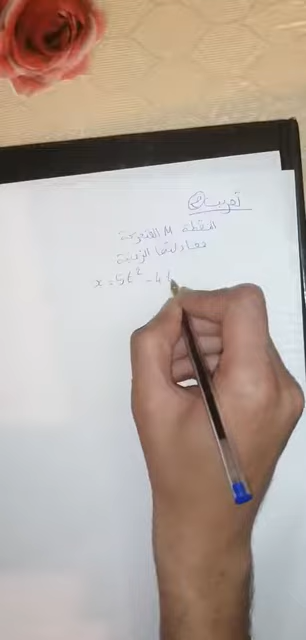 تمرين
النقطة M المتحركة
معادلتها الزمنية
x = 5t² - 4t